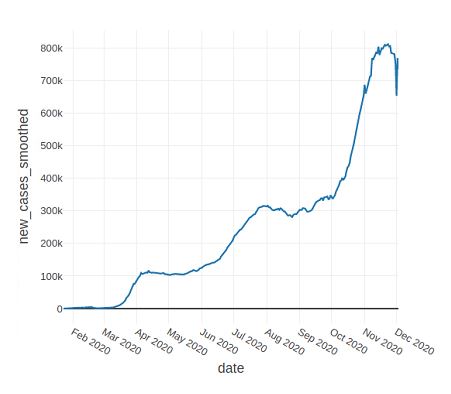 800k
700k
600k
500k
400k
300k
200k
100k
0
new_cases_smoothed
Feb 2020
Mar 2020
Apr 2020
May 2020
Jun 2020
Jul 2020
Aug 2020
Sep 2020
Oct 2020
Nov 2020
Dec 2020
date